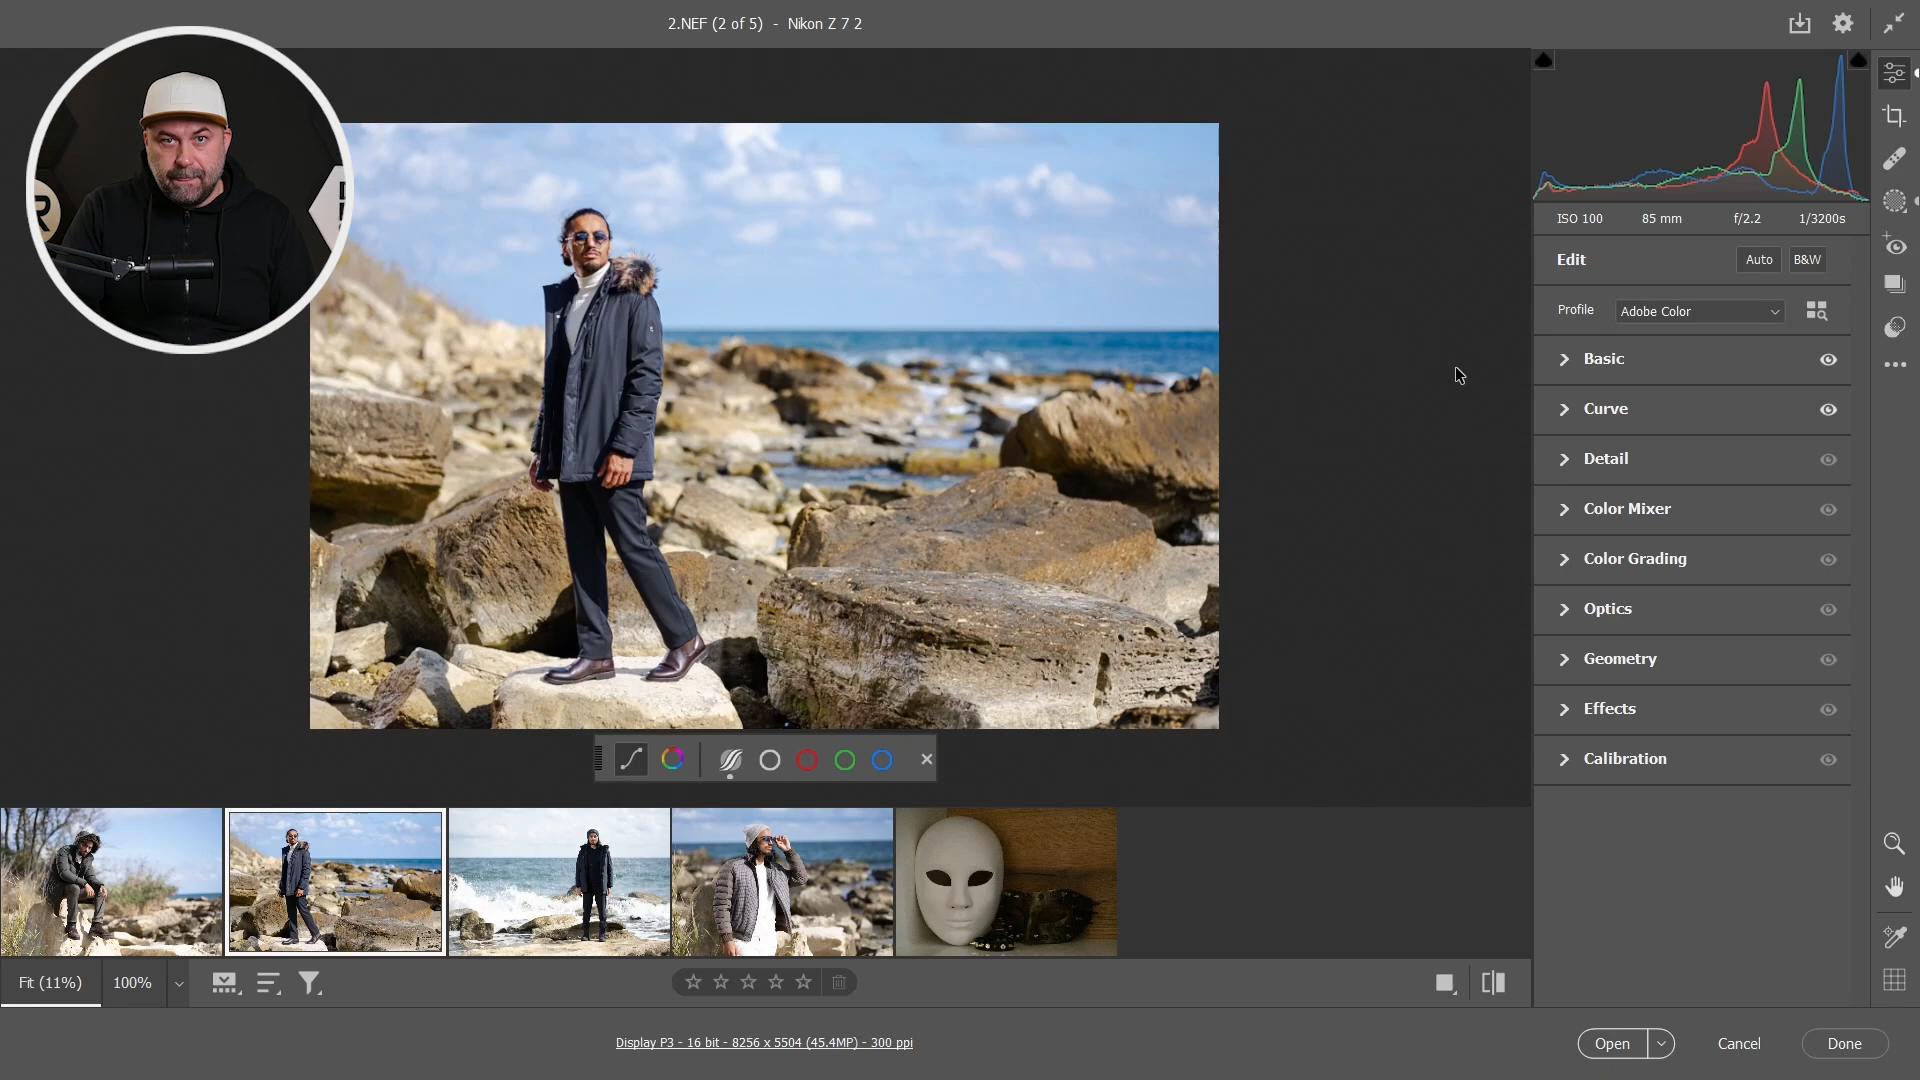 2.NEF (2 of 5)  -  Nikon Z 7 2
R
ISO 100
85 mm
f/2.2
1/3200s
Edit
Auto
B&W
Profile
Adobe Color
Basic
Curve
Detail
Color Mixer
Color Grading
Optics
Geometry
Effects
Calibration
Fit (11%)
100%
Display P3 - 16 bit - 8256 x 5504 (45.4MP) - 300 ppi
Open
Cancel
Done